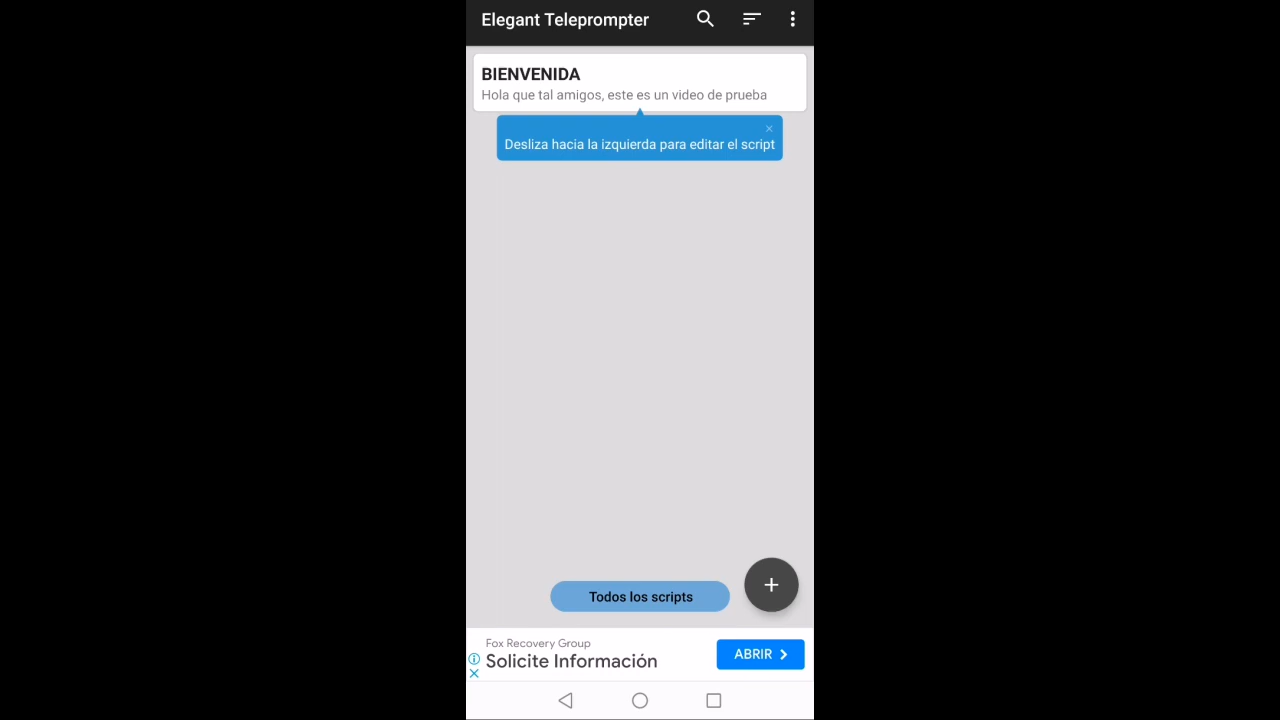 Elegant Teleprompter
BIENVENIDA
Hola que tal amigos, este es un video de prueba
Desliza hacia la izquierda para editar el script
Todos los scripts
Fox Recovery Group
Solicite Información
ABRIR